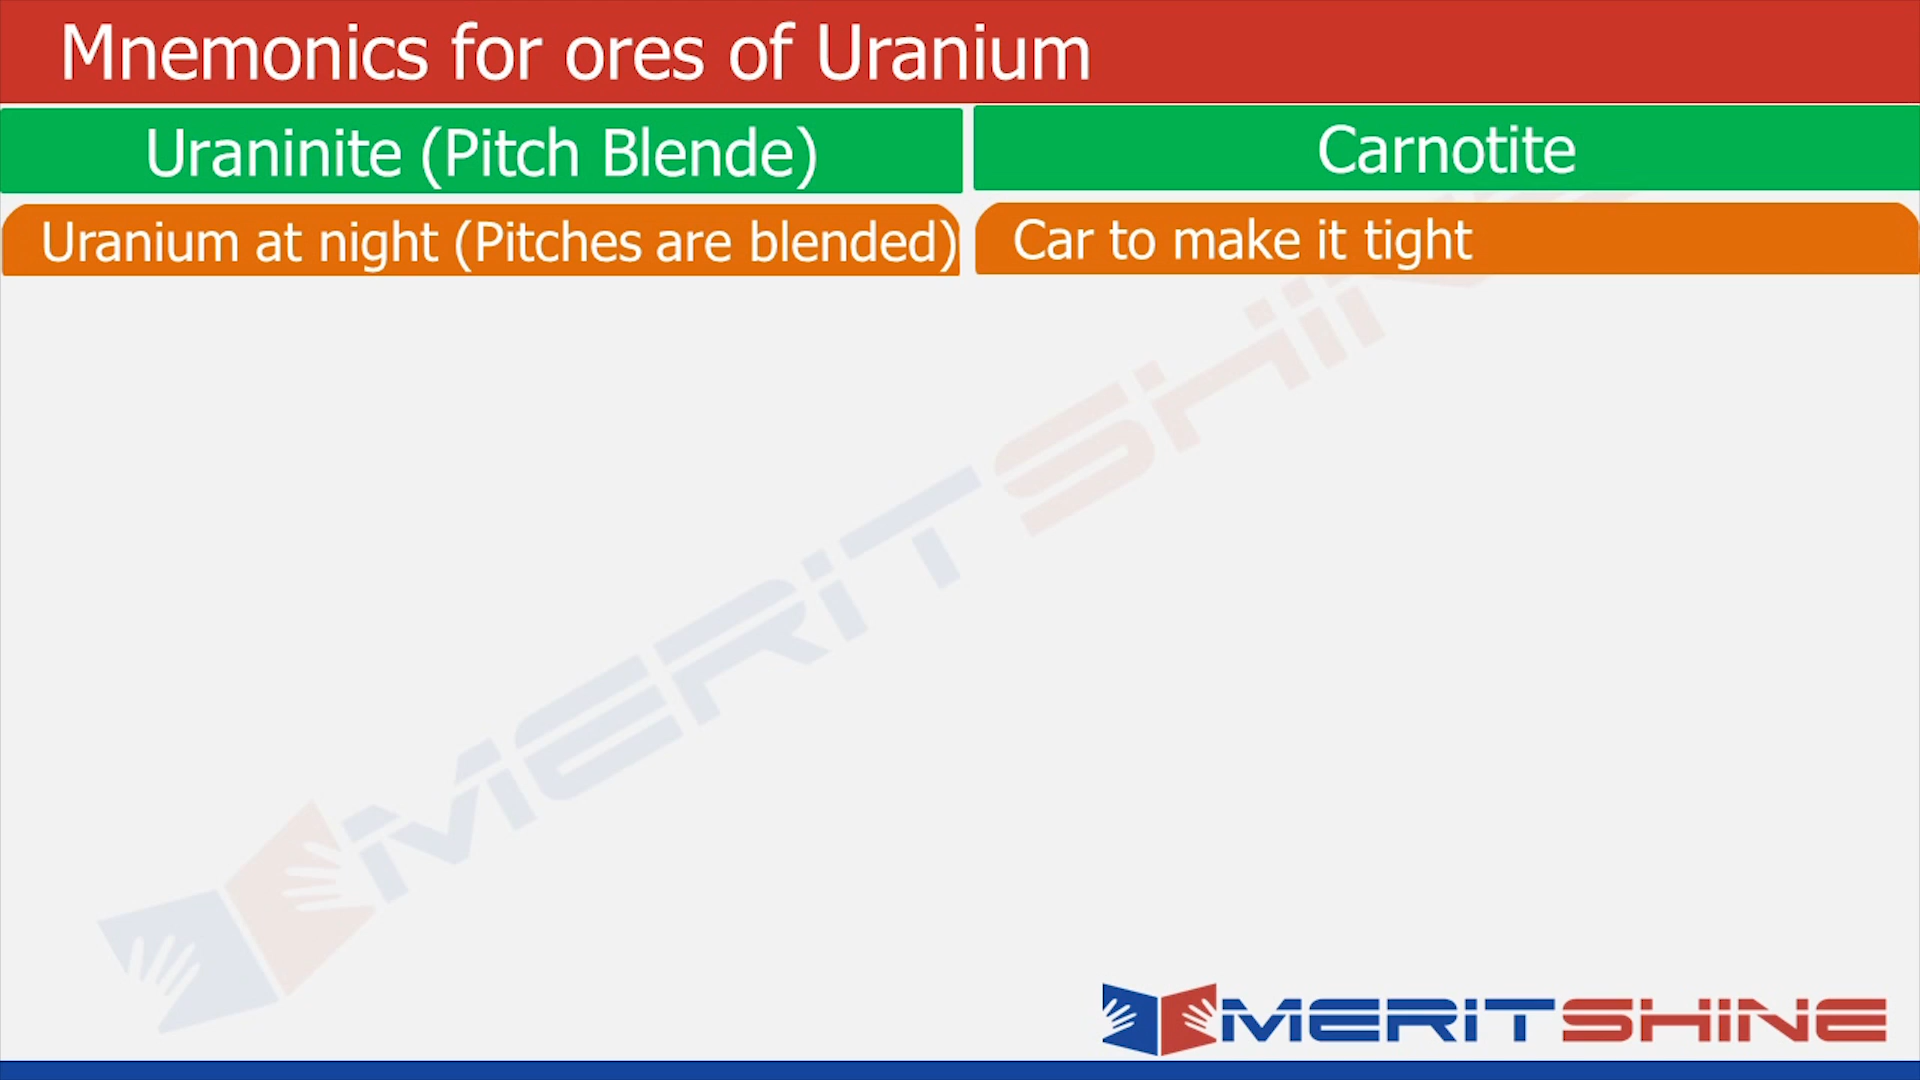 Mnemonics for ores of Uranium
Uraninite (Pitch Blende)
Carnotite
Uranium at night (Pitches are blended)
Car to make it tight
MERITSHINE
MERITSHINE